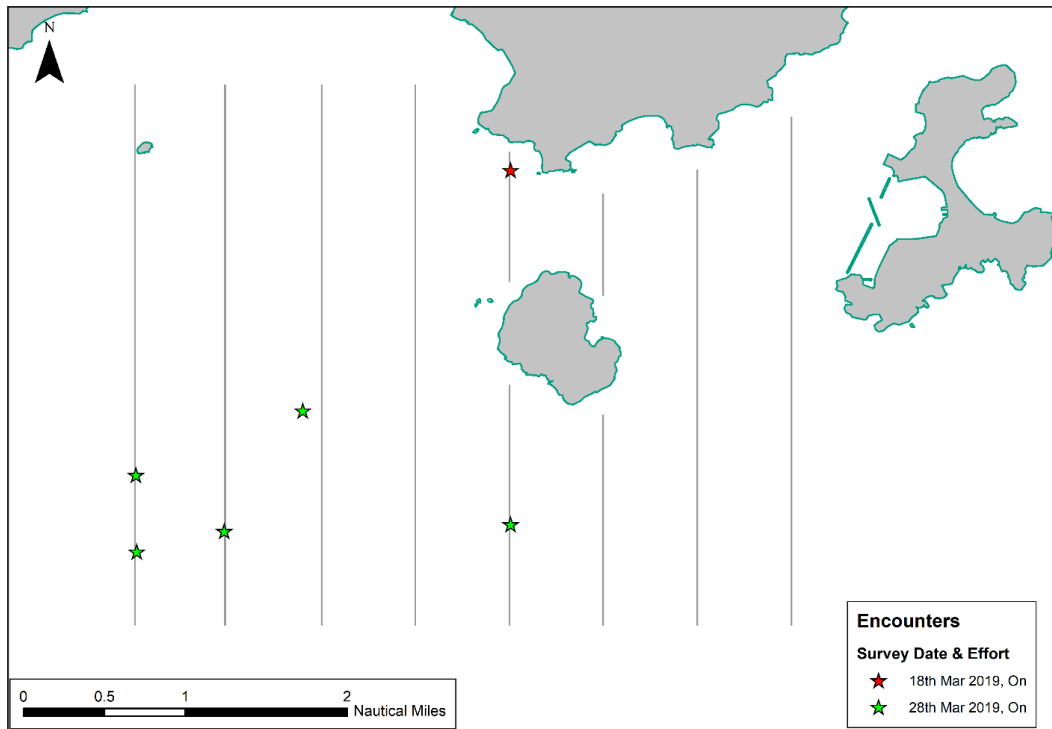 N
Encounters
Survey Date & Effort
18th Mar 2019, On
28th Mar 2019, On
0 0.5 1 2
Nautical Miles